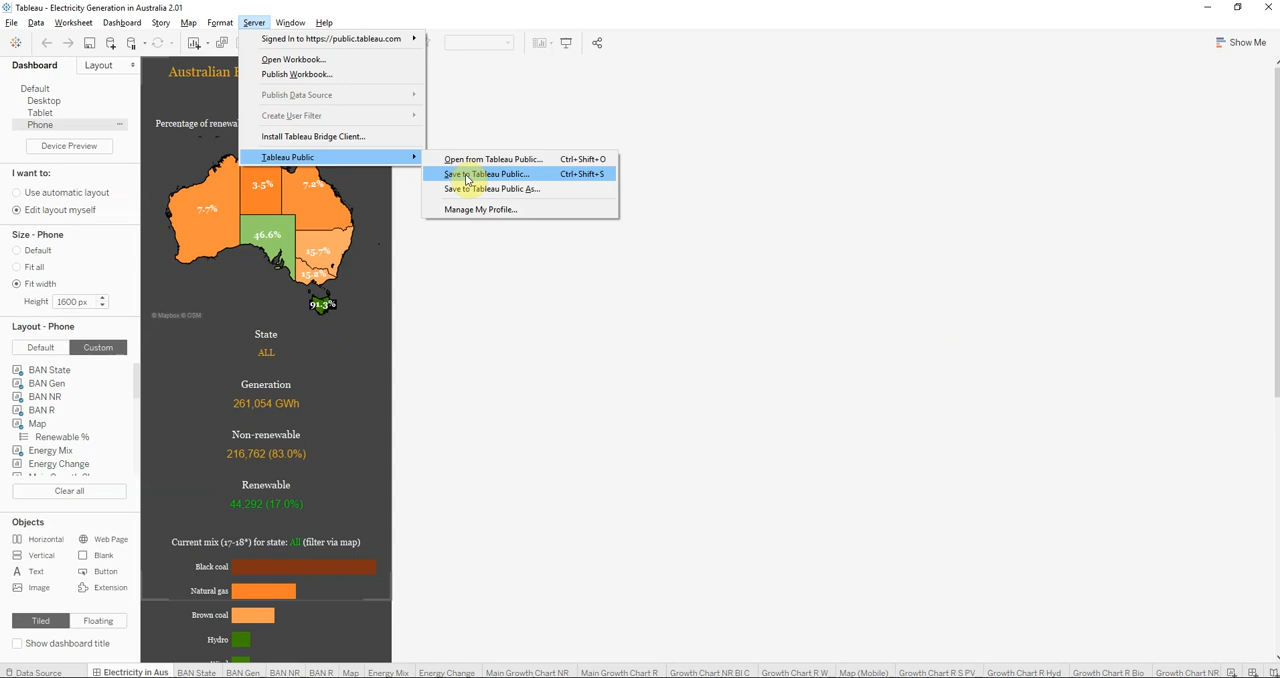 Tableau - Electricity Generation in Australia 2.01
File Data Worksheet Dashboard Story Map Format Server Window Help
Signed In to https://public.tableau.com
Open Workbook...
Publish Workbook...
Publish Data Source
Create User Filter
Install Tableau Bridge Client...
Tableau Public
Open from Tableau Public... Ctrl+Shift+O
Save to Tableau Public... Ctrl+Shift+S
Save to Tableau Public As...
Manage My Profile...
Show Me
Dashboard Layout
Default
Desktop
Tablet
Phone
Device Preview
I want to:
Use automatic layout
Edit layout myself
Size - Phone
Default
Fit all
Fit width
Height 1600 px
Layout - Phone
Default Custom
BAN State
BAN Gen
BAN NR
BAN R
Map
Renewable %
Energy Mix
Energy Change
Clear all
Objects
Horizontal Web Page
Vertical Blank
Text Button
Image Extension
Tiled Floating
Show dashboard title
Australian
Percentage of renewa
7.7%
3.5%
7.2%
46.6%
15.7%
15.2%
91.3%
© Mapbox © OSM
State
ALL
Generation
261,054 GWh
Non-renewable
216,762 (83.0%)
Renewable
44,292 (17.0%)
Current mix (17-18*) for state: All (filter via map)
Black coal
Natural gas
Brown coal
Hydro
Data Source Electricity in Aus BAN State BAN Gen BAN NR BAN R Map Energy Mix Energy Change Main Growth Chart NR Main Growth Chart R Growth Chart NR Bl C Growth Chart R W Map (Mobile) Growth Chart R S PV Growth Chart R Hyd Growth Chart R Bio Growth Chart NR